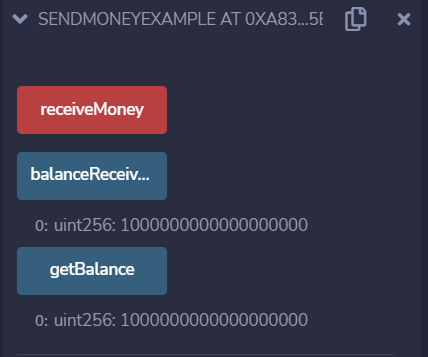 SENDMONEYEXAMPLE AT 0XA83...5E
receiveMoney
balanceReceiv...
0: uint256: 1000000000000000000
getBalance
0: uint256: 1000000000000000000